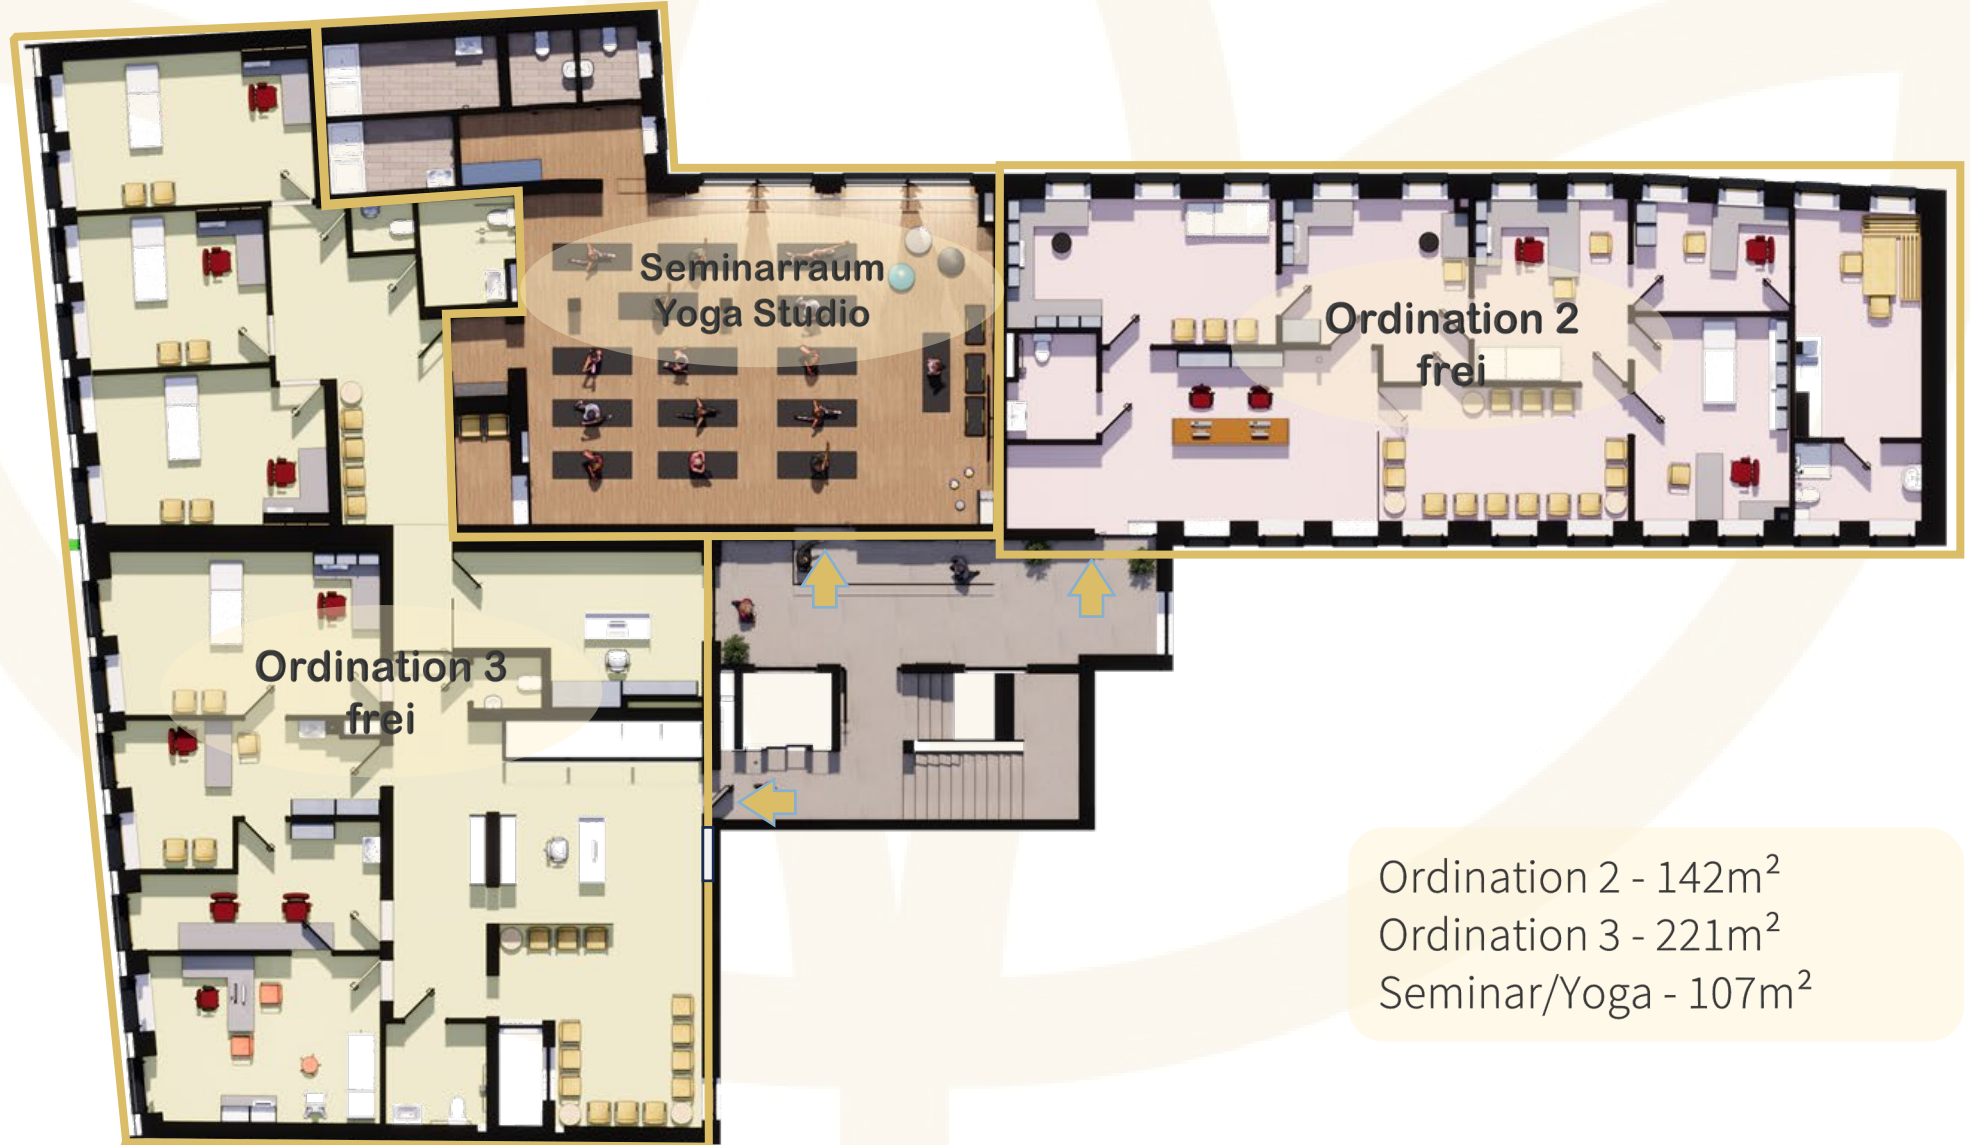 Seminarraum
Yoga Studio
Ordination 2
frei
Ordination 3
frei
Ordination 2 - 142m²
Ordination 3 - 221m²
Seminar/Yoga - 107m²